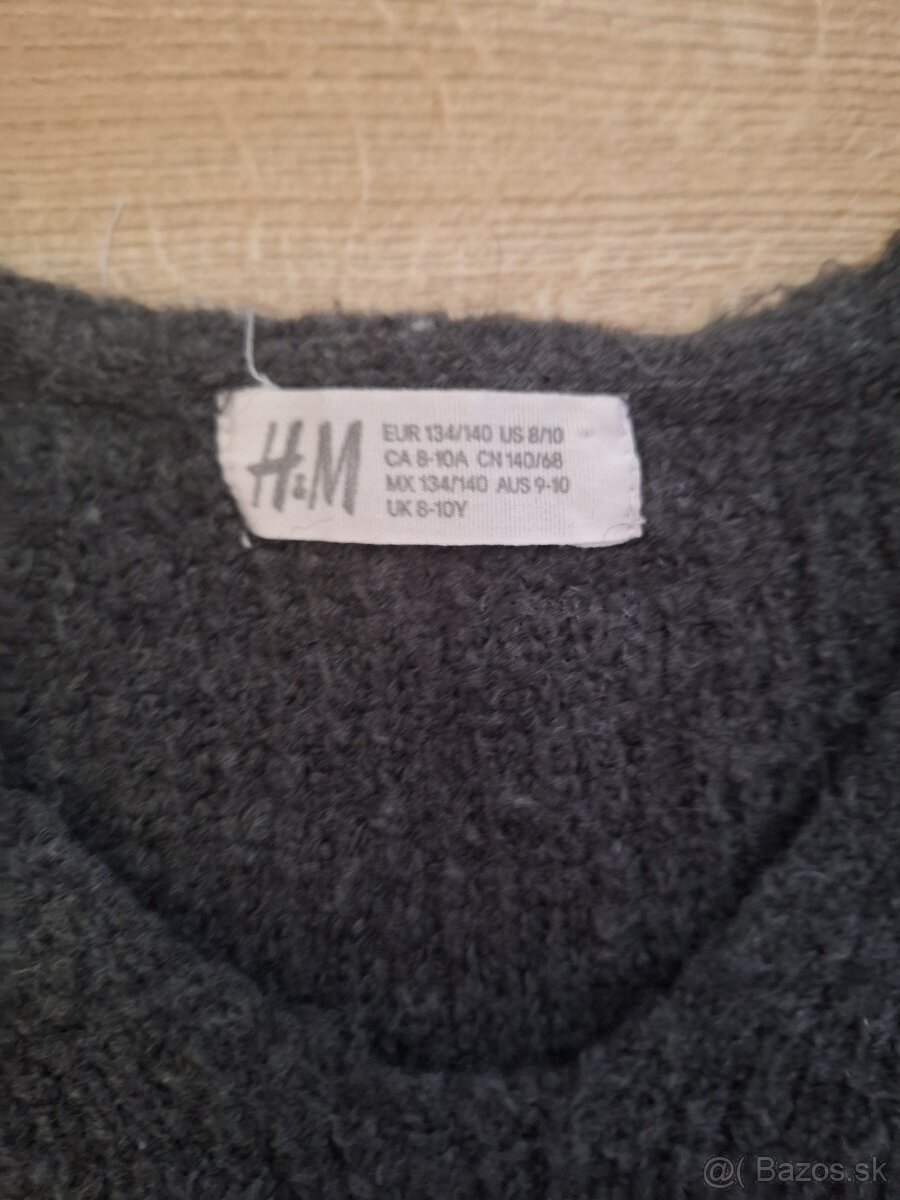 H&M
EUR 134/140 US 8/10
CA 8-10A CN 140/68
MX 134/140 AUS 9-10
UK 8-10Y
@( Bazos.sk